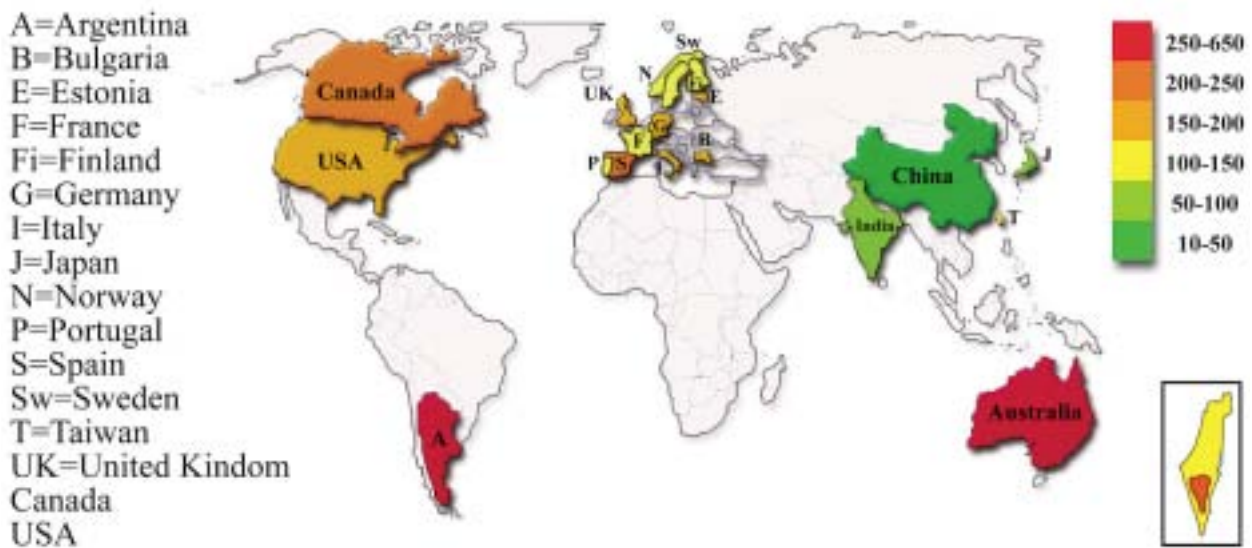 A=Argentina
B=Bulgaria
E=Estonia
F=France
Fi=Finland
G=Germany
I=Italy
J=Japan
N=Norway
P=Portugal
S=Spain
Sw=Sweden
T=Taiwan
UK=United Kindom
Canada
USA
Sw
N
UK
E
Canada
G
F
B
USA
P
S
I
China
J
T
India
A
Australia
250-650
200-250
150-200
100-150
50-100
10-50